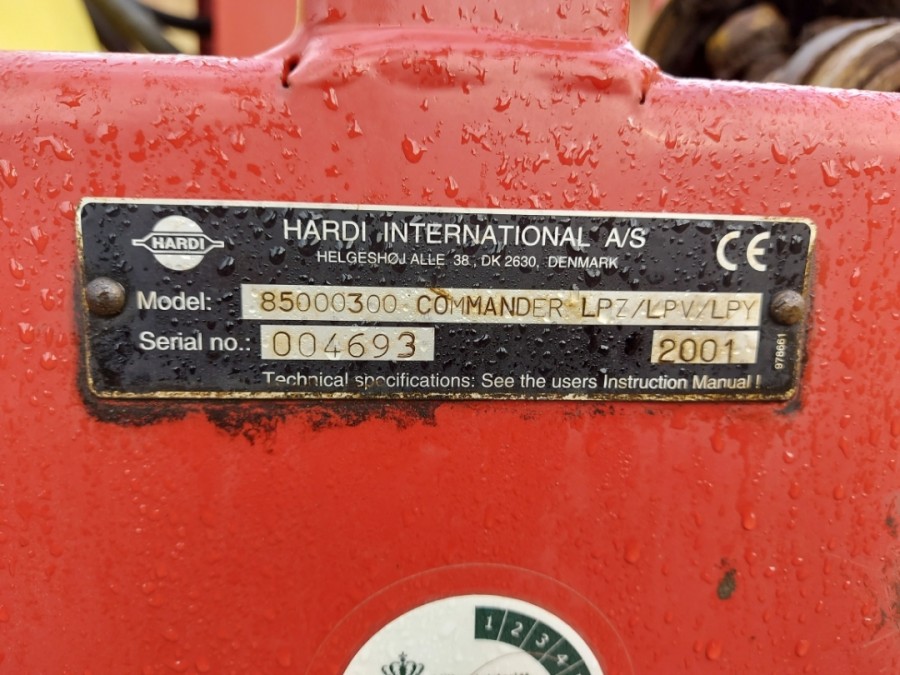 HARDI
HARDI INTERNATIONAL A/S
HELGESHØJ ALLE 38, DK 2630, DENMARK
CE
Model: 85000300 COMMANDER LPZ/LPV/LPY
Serial no.: 004693 2001
978661
Technical specifications: See the users Instruction Manual !
1 2 3 4